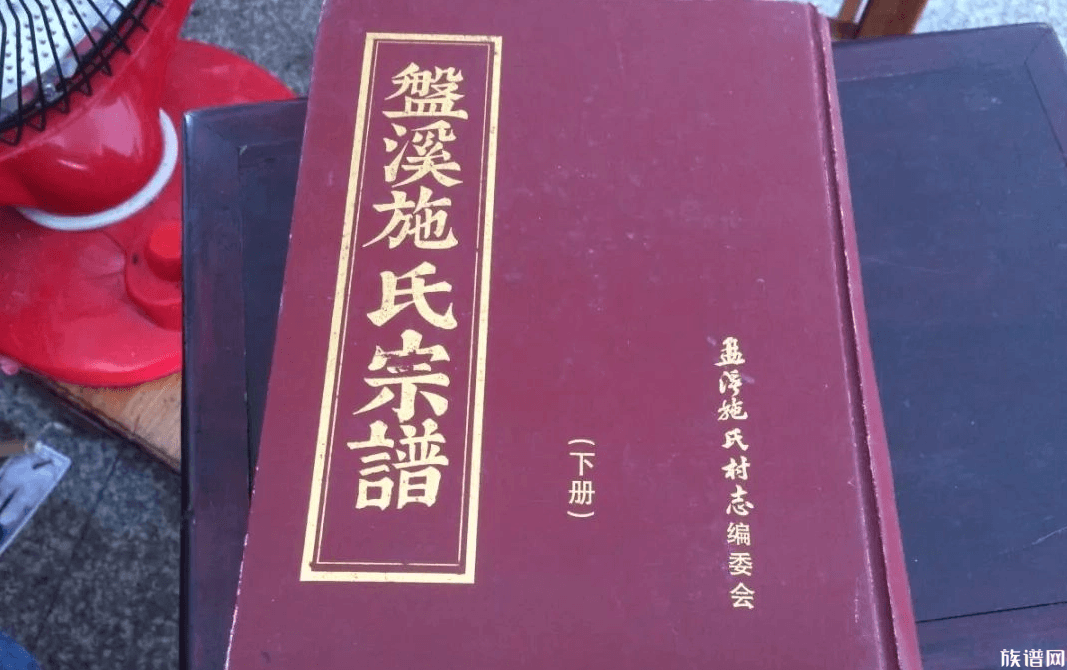 盤溪施氏宗譜
(下册)
盘溪施氏村志编委会
族谱网